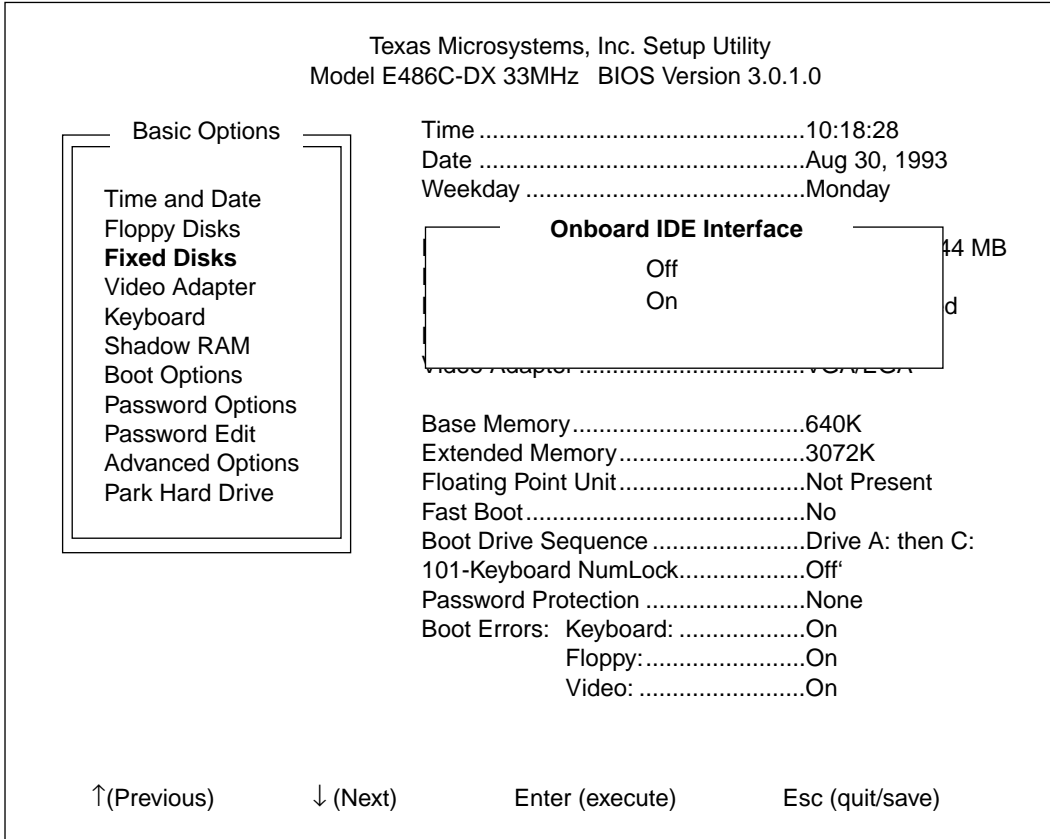 Texas Microsystems, Inc. Setup Utility
Model E486C-DX 33MHz BIOS Version 3.0.1.0
Basic Options
Time and Date
Floppy Disks
Fixed Disks
Video Adapter
Keyboard
Shadow RAM
Boot Options
Password Options
Password Edit
Advanced Options
Park Hard Drive
Time ..................................................10:18:28
Date ..................................................Aug 30, 1993
Weekday ...........................................Monday
Onboard IDE Interface
Off
On
44 MB
Base Memory....................................640K
Extended Memory.............................3072K
Floating Point Unit............................Not Present
Fast Boot...........................................No
Boot Drive Sequence ........................Drive A: then C:
101-Keyboard NumLock...................Off‘
Password Protection .........................None
Boot Errors: Keyboard: ...................On
Floppy:.........................On
Video: ..........................On
↑(Previous) ↓ (Next) Enter (execute) Esc (quit/save)